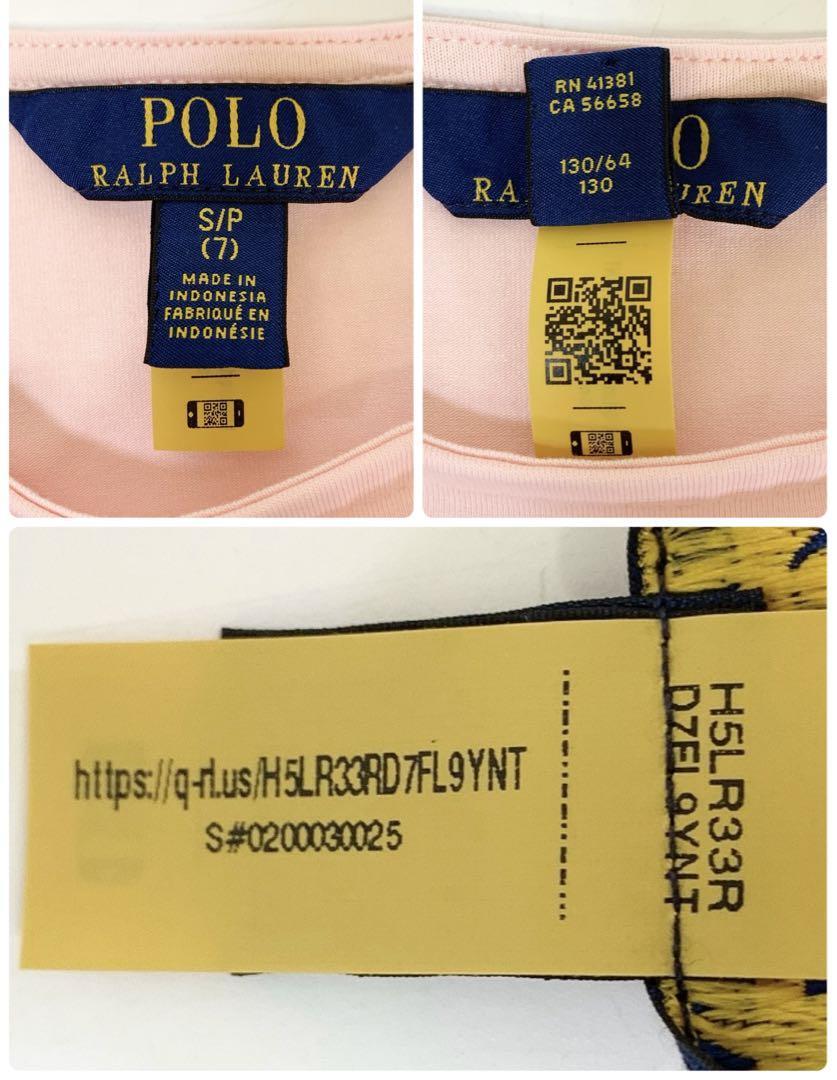 POLO
RALPH LAUREN
S/P
(7)
MADE IN
INDONESIA
FABRIQUÉ EN
INDONÉSIE
RN 41381
CA 56658
130/64
130
O
RA
UREN
https://q-rl.us/H5LR33RD7FL9YNT
S#0200030025
H5LR33R
D7FL9YNT